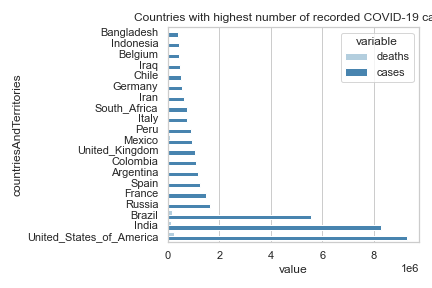 Countries with highest number of recorded COVID-19 ca
countriesAndTerritories
Bangladesh
Indonesia
Belgium
Iraq
Chile
Germany
Iran
South_Africa
Italy
Peru
Mexico
United_Kingdom
Colombia
Argentina
Spain
France
Russia
Brazil
India
United_States_of_America
variable
deaths
cases
0 2 4 6 8
1e6
value